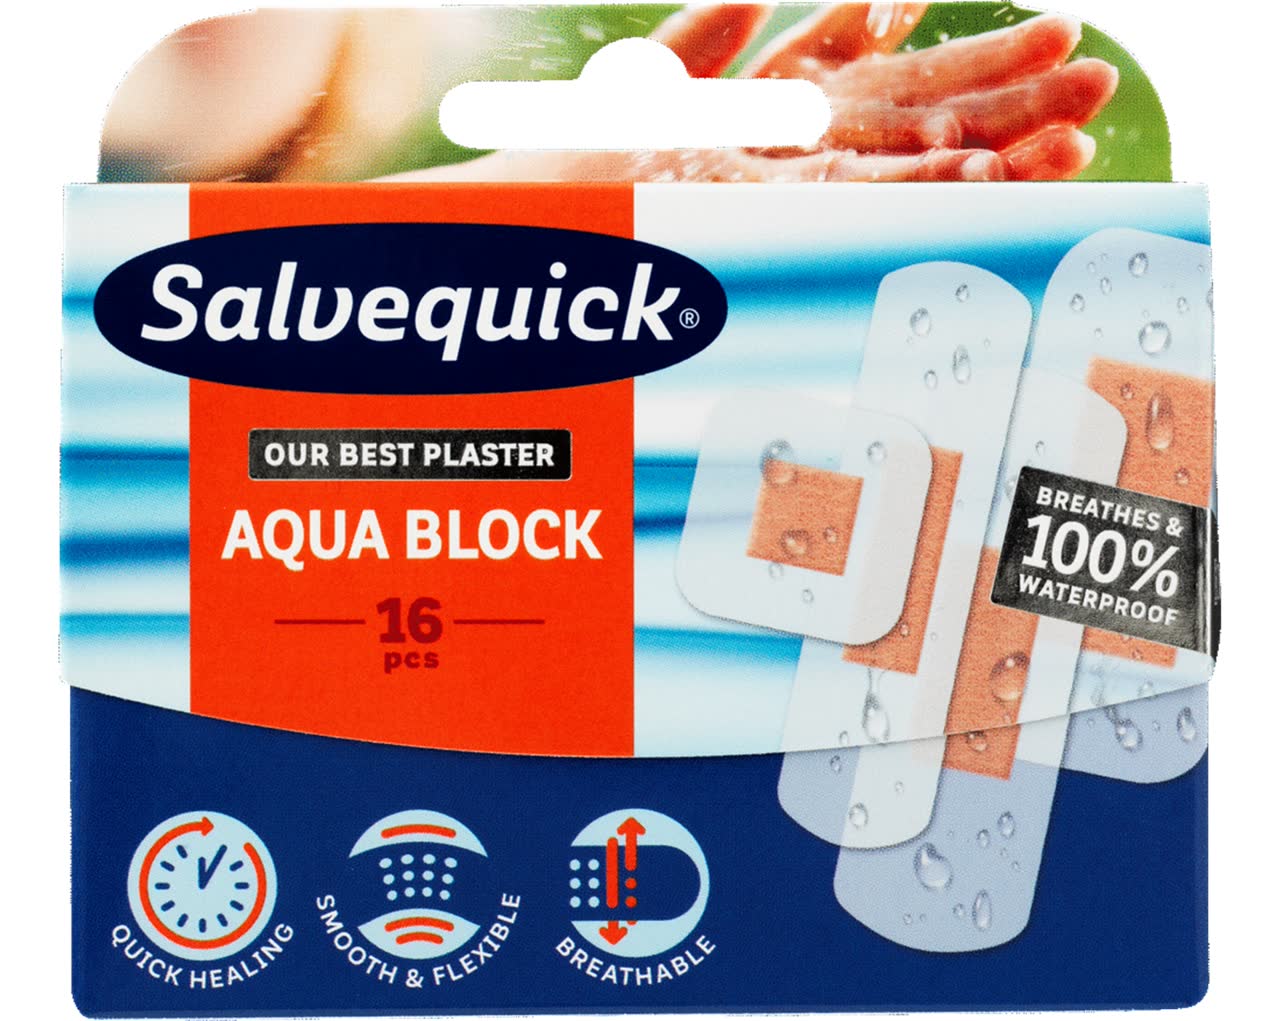 Salvequick®
OUR BEST PLASTER
AQUA BLOCK
16
pcs
BREATHES &
100%
WATERPROOF
QUICK HEALING
SMOOTH & FLEXIBLE
BREATHABLE